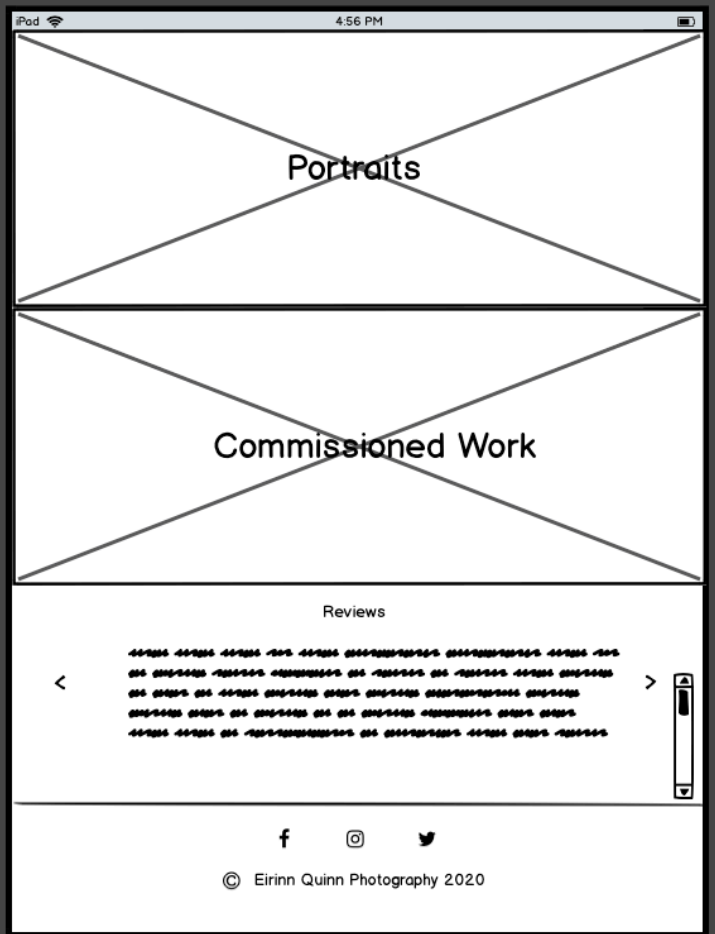 iPad 4:56 PM
Portraits
Commissioned Work
Reviews
< >
© Eirinn Quinn Photography 2020